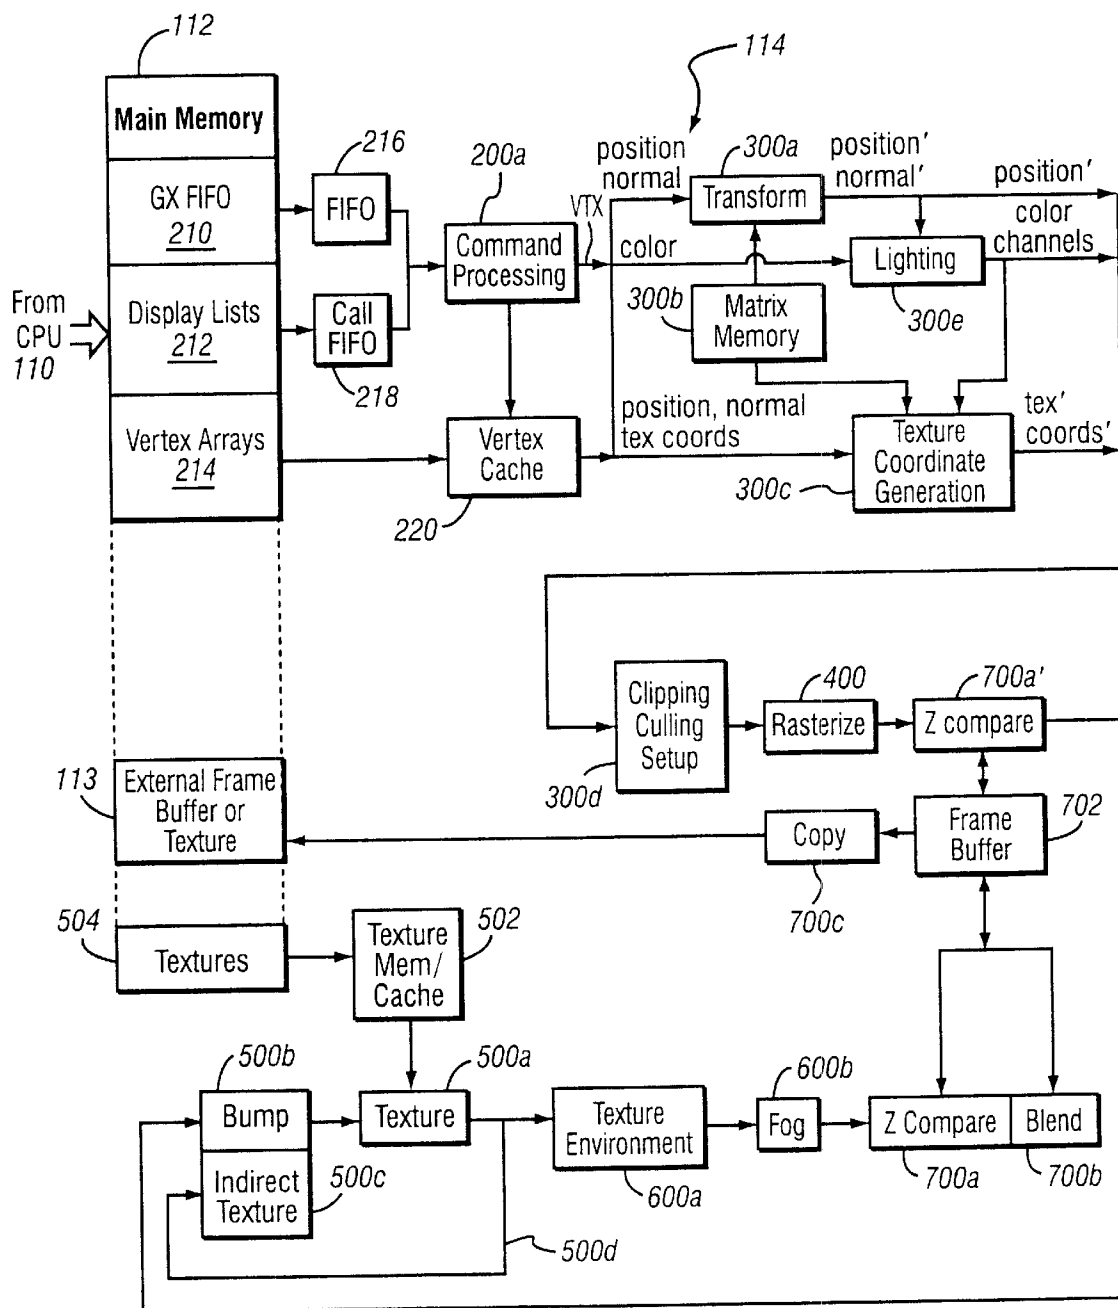 112
114
Main Memory
216
200a
position
normal
300a
position′
normal′
position′
GX FIFO
210
FIFO
Command
Processing
VTX
Transform
color
color
channels
Lighting
From
CPU
110
Display Lists
212
Call
FIFO
218
300b
Matrix
Memory
300e
Vertex Arrays
214
Vertex
Cache
220
position, normal
tex coords
300c
Texture
Coordinate
Generation
tex′
coords′
Clipping
Culling
Setup
300d
400
Rasterize
700a′
Z compare
113
External Frame
Buffer or
Texture
Copy
700c
Frame
Buffer
702
504
Textures
Texture
Mem/
Cache
502
500b
Bump
500a
Texture
Texture
Environment
600a
600b
Fog
Z Compare
Blend
700a
700b
Indirect
Texture
500c
500d